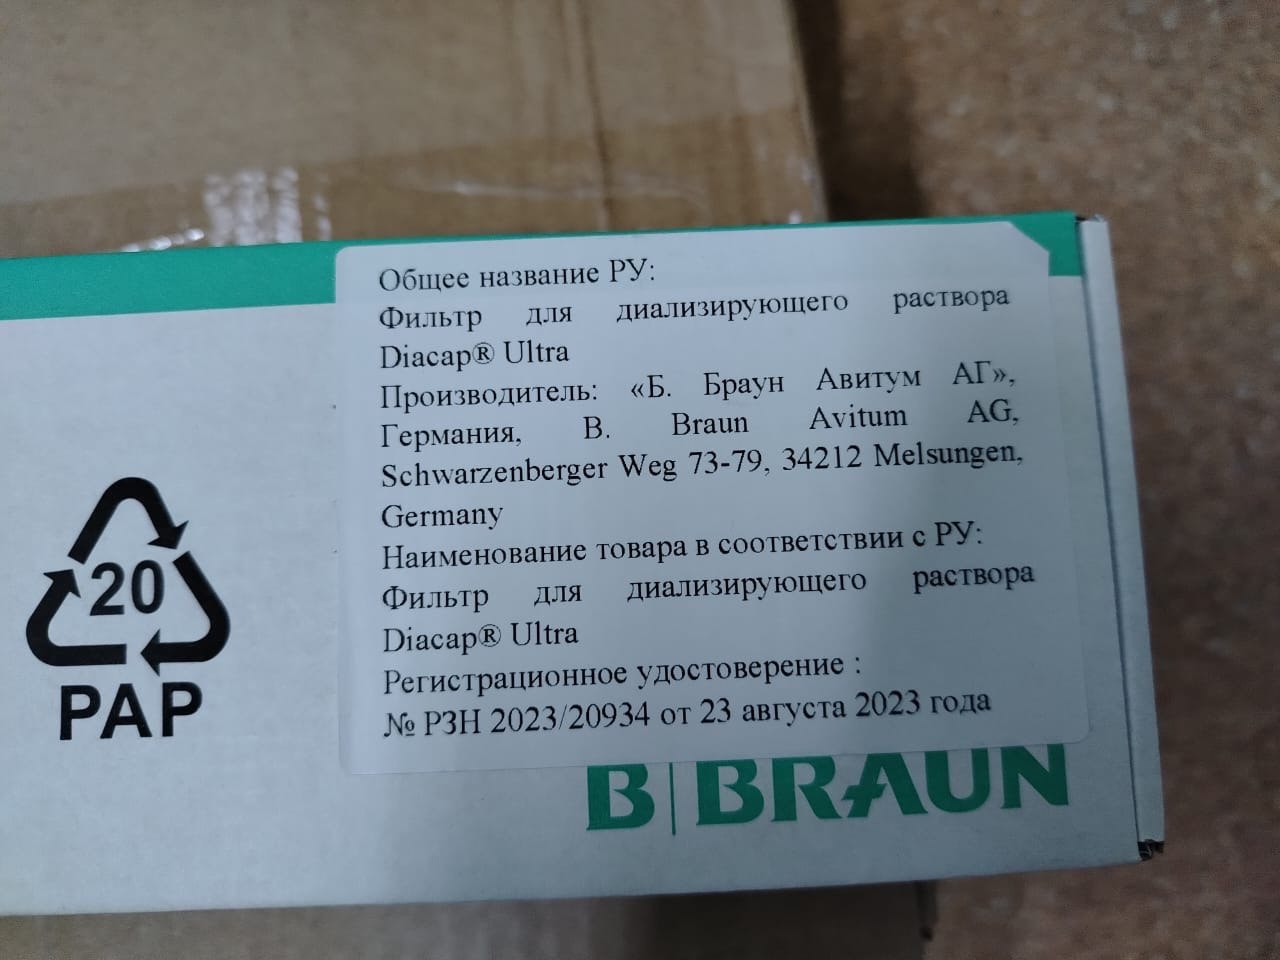 Общее название РУ:
Фильтр для диализирующего раствора
Diacap® Ultra
Производитель: «Б. Браун Авитум АГ»,
Германия, B. Braun Avitum AG,
Schwarzenberger Weg 73-79, 34212 Melsungen,
Germany
Наименование товара в соответствии с РУ:
Фильтр для диализирующего раствора
Diacap® Ultra
Регистрационное удостоверение :
№ РЗН 2023/20934 от 23 августа 2023 года
20
PAP
B|BRAUN